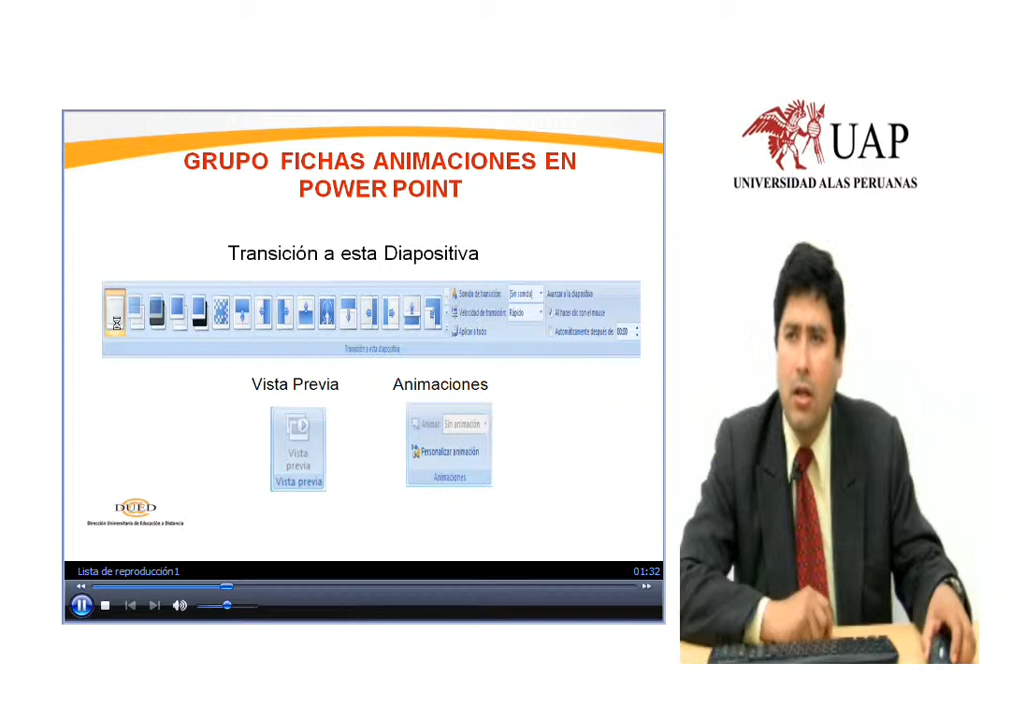 GRUPO FICHAS ANIMACIONES EN
POWER POINT
Transición a esta Diapositiva
Sonido de transición: [Sin sonido] Avanzar a la diapositiva
Velocidad de transición: Rápido Al hacer clic con el mouse
Aplicar a todo Automáticamente después de: 00:00
Transición a esta diapositiva
Vista Previa Animaciones
Vista
previa
Vista previa
Animar: Sin animación
Personalizar animación
Animaciones
DUED
Dirección Universitaria de Educación a Distancia
Lista de reproducción1 01:32
UAP
UNIVERSIDAD ALAS PERUANAS